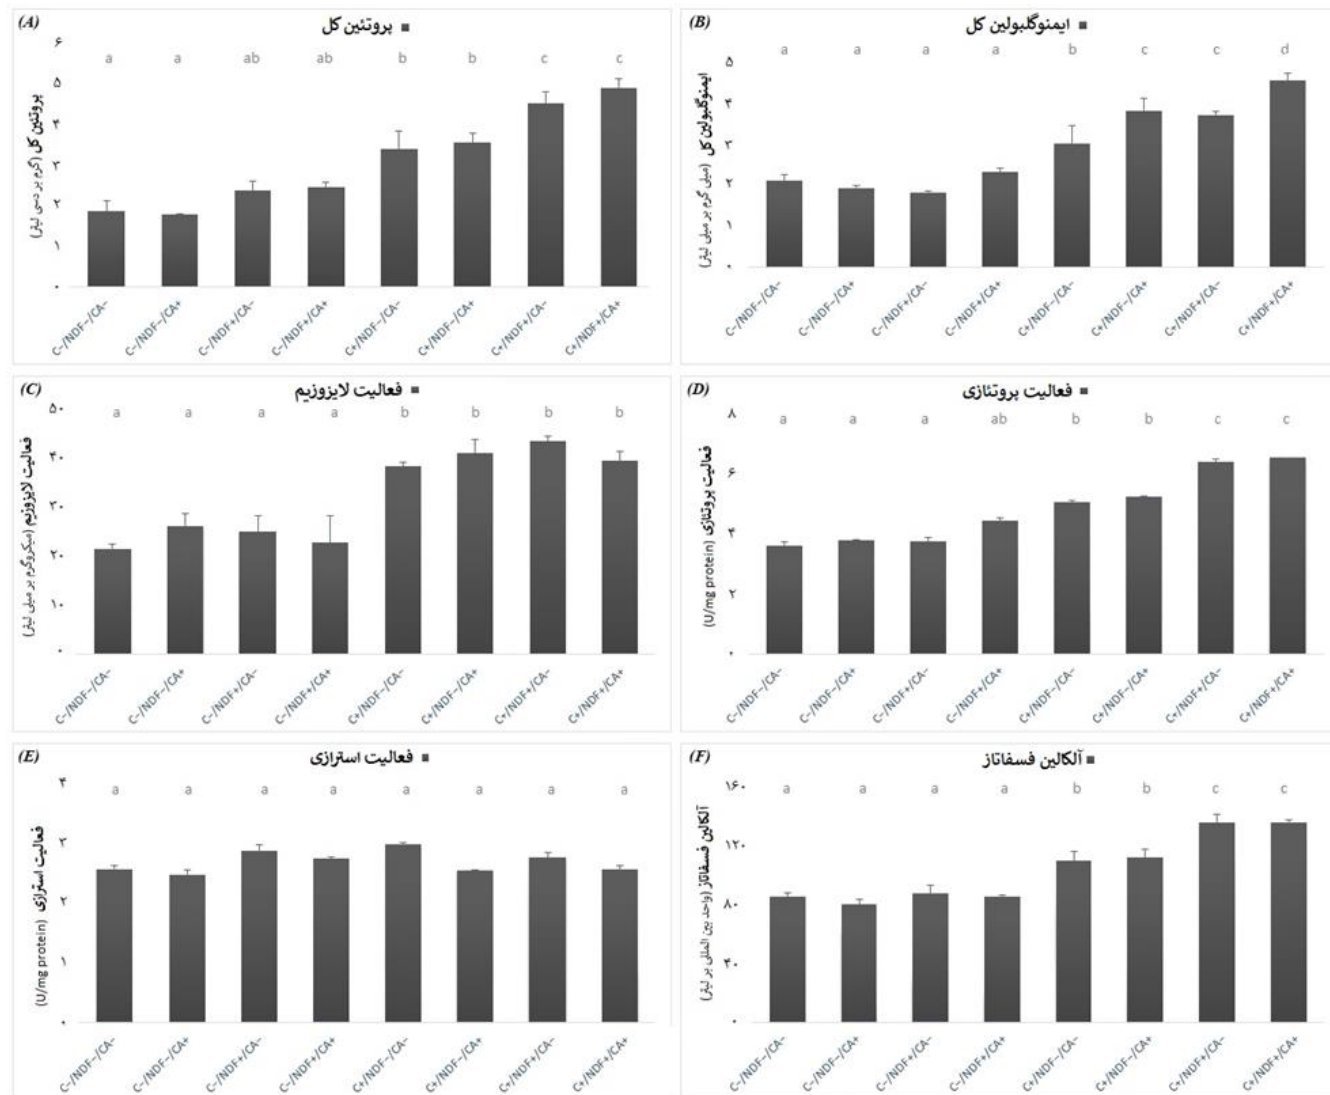 (A)
پروتئین کل
a a ab ab b b c c
پروتئین کل (گرم بر دسی لیتر)
۶
۵
۴
۳
۲
۱
۰
C−/NDF−/CA−
C−/NDF−/CA+
C−/NDF+/CA−
C−/NDF+/CA+
C+/NDF−/CA−
C+/NDF−/CA+
C+/NDF+/CA−
C+/NDF+/CA+
(B)
ایمنوگلبولین کل
a a a a b c c d
ایمنوگلبولین کل (میلی گرم بر میلی لیتر)
۵
۴
۳
۲
۱
۰
C−/NDF−/CA−
C−/NDF−/CA+
C−/NDF+/CA−
C−/NDF+/CA+
C+/NDF−/CA−
C+/NDF−/CA+
C+/NDF+/CA−
C+/NDF+/CA+
(C)
فعالیت لایزوزیم
a a a a b b b b
فعالیت لایزوزیم (میکروگرم بر میلی لیتر)
۵۰
۴۰
۳۰
۲۰
۱۰
۰
C−/NDF−/CA−
C−/NDF−/CA+
C−/NDF+/CA−
C−/NDF+/CA+
C+/NDF−/CA−
C+/NDF−/CA+
C+/NDF+/CA−
C+/NDF+/CA+
(D)
فعالیت پروتئازی
a a a ab b b c c
فعالیت پروتئازی (U/mg protein)
۸
۶
۴
۲
۰
C−/NDF−/CA−
C−/NDF−/CA+
C−/NDF+/CA−
C−/NDF+/CA+
C+/NDF−/CA−
C+/NDF−/CA+
C+/NDF+/CA−
C+/NDF+/CA+
(E)
فعالیت استرازی
a a a a a a a a
فعالیت استرازی (U/mg protein)
۴
۳
۲
۱
۰
C−/NDF−/CA−
C−/NDF−/CA+
C−/NDF+/CA−
C−/NDF+/CA+
C+/NDF−/CA−
C+/NDF−/CA+
C+/NDF+/CA−
C+/NDF+/CA+
(F)
آلکالین فسفاتاز
a a a a b b c c
آلکالین فسفاتاز (واحد بین المللی بر لیتر)
۱۶۰
۱۲۰
۸۰
۴۰
۰
C−/NDF−/CA−
C−/NDF−/CA+
C−/NDF+/CA−
C−/NDF+/CA+
C+/NDF−/CA−
C+/NDF−/CA+
C+/NDF+/CA−
C+/NDF+/CA+